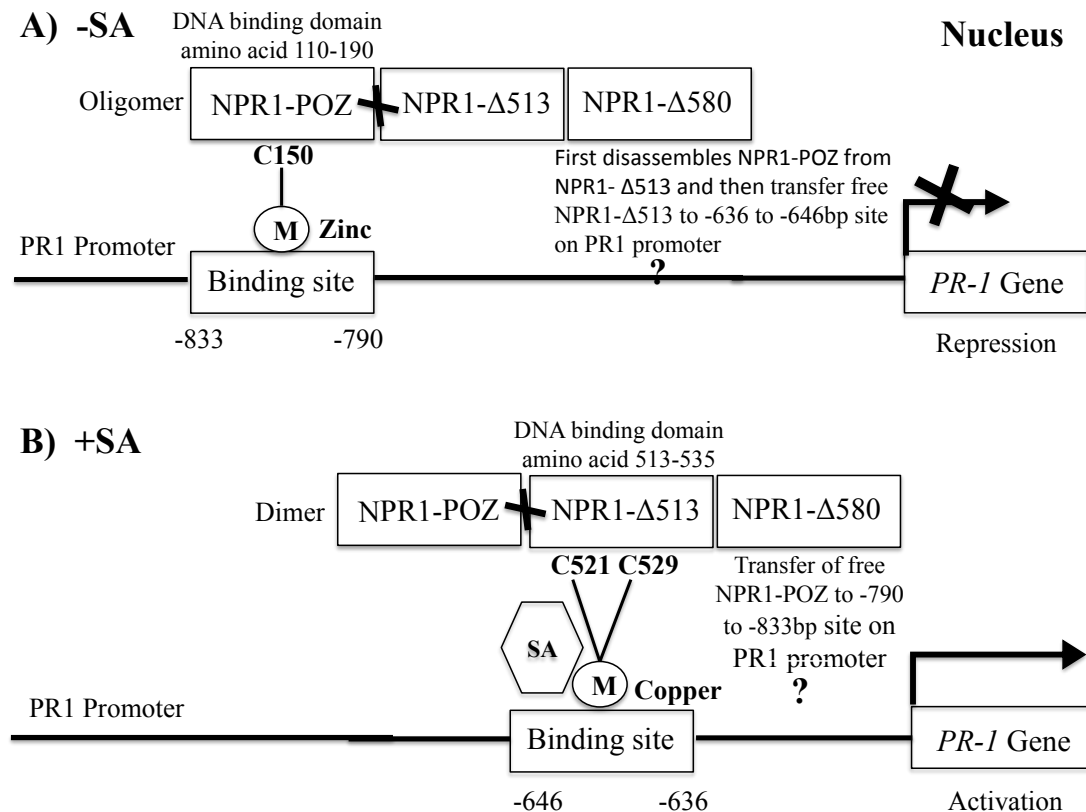 A) -SA
DNA binding domain
amino acid 110-190
Nucleus
Oligomer
NPR1-POZ
NPR1-Δ513
NPR1-Δ580
C150
First disassembles NPR1-POZ from
NPR1- Δ513 and then transfer free
NPR1-Δ513 to -636 to -646bp site
on PR1 promoter
?
M
Zinc
PR1 Promoter
Binding site
PR-1 Gene
-833
-790
Repression
B) +SA
DNA binding domain
amino acid 513-535
Dimer
NPR1-POZ
NPR1-Δ513
NPR1-Δ580
C521 C529
Transfer of free
NPR1-POZ to -790
to -833bp site on
PR1 promoter
?
SA
M
Copper
PR1 Promoter
Binding site
PR-1 Gene
-646
-636
Activation